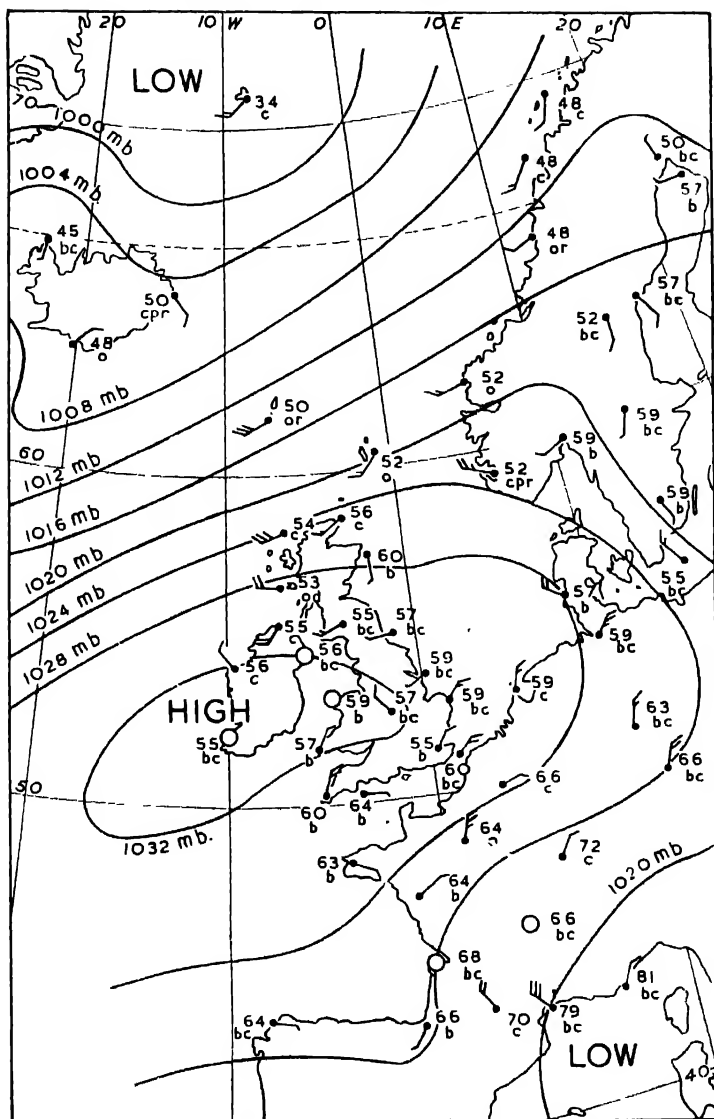 20 10 W 0 10 E 20
LOW
70
1000 mb
34
c
48
c
1004 mb.
50
bc
48
c
57
b
45
bc
48
or
50
cpr
57
bc
52
bc
48
o
1008 mb
52
o
50
or
59
bc
59
b
60
1012 mb
52
o
52
cpr
59
b
1016 mb
54
c
56
c
60
b
1020 mb
55
bc
53
57
b
1024 mb
55
55
bc
57
bc
59
bc
1028 mb
56
c
56
bc
59
bc
HIGH
59
b
57
bc
59
bc
59
c
63
bc
55
bc
57
b
55
b
60
bc
66
bc
50
66
c
60
b
64
b
1032 mb.
64
72
c
1020 mb
63
b
64
b
66
bc
68
bc
81
bc
64
bc
66
b
70
c
79
bc
LOW
40